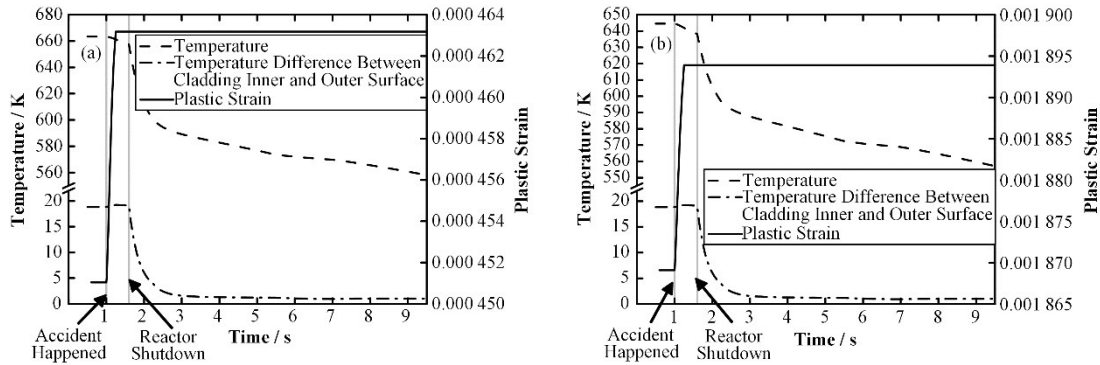 (a)
Temperature / K
680
660
640
620
600
580
560
20
15
10
5
0
Temperature
Temperature Difference Between
Cladding Inner and Outer Surface
Plastic Strain
0.000 464
0.000 462
0.000 460
0.000 458
0.000 456
0.000 454
0.000 452
0.000 450
Plastic Strain
1 2 3 4 5 6 7 8 9
Time / s
Accident
Happened
Reactor
Shutdown
(b)
Temperature / K
650
640
630
620
610
600
590
580
570
560
550
20
15
10
5
0
Temperature
Temperature Difference Between
Cladding Inner and Outer Surface
Plastic Strain
0.001 900
0.001 895
0.001 890
0.001 885
0.001 880
0.001 875
0.001 870
0.001 865
Plastic Strain
1 2 3 4 5 6 7 8 9
Time / s
Accident
Happened
Reactor
Shutdown